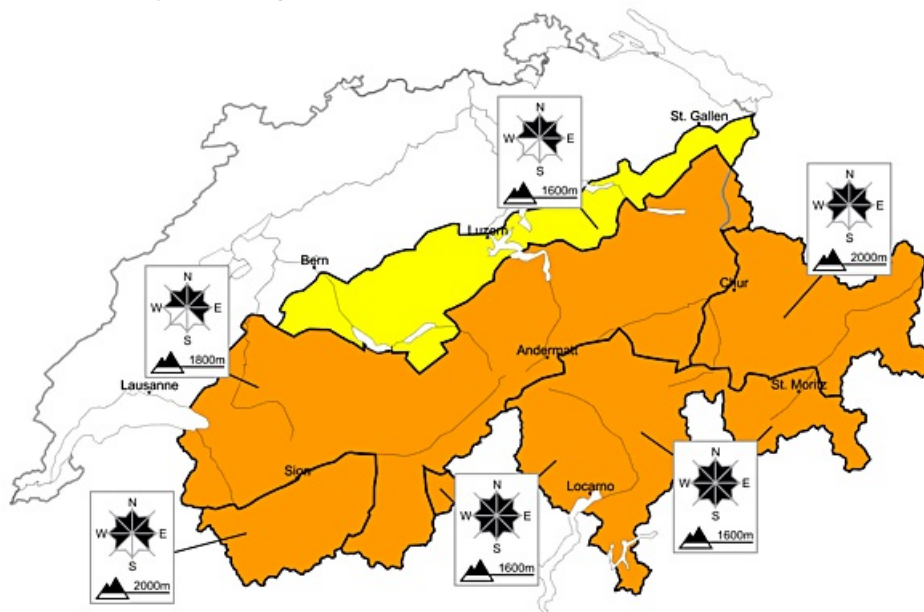 N
W E
S
1600m
St. Gallen
N
W E
S
2000m
Luzern
Bern
N
W E
S
1800m
Chur
Andermatt
Lausanne
St. Moritz
Sion
Locarno
N
W E
S
1600m
N
W E
S
1600m
N
W E
S
2000m